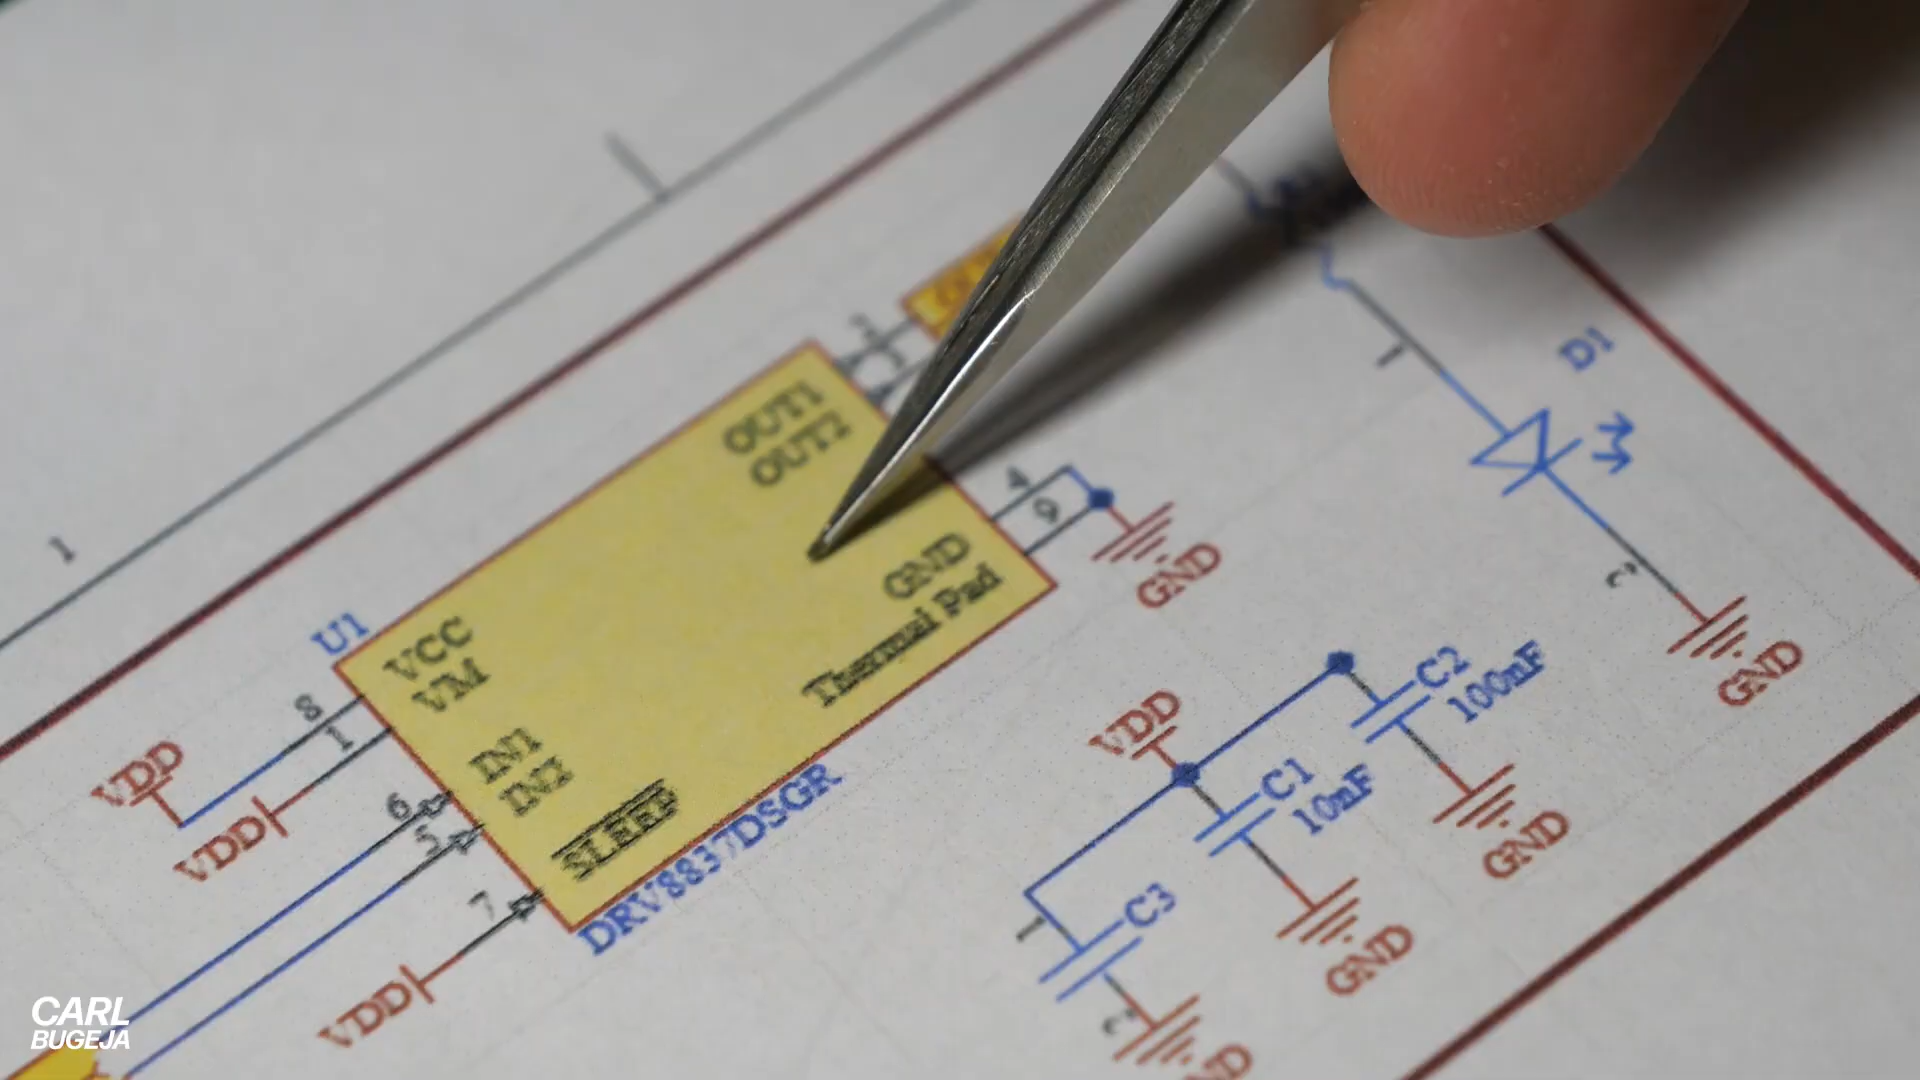 1
OUT1
OUT2
4
9
GND
GND
Thermal Pad
U1
VCC
VM
8
1
VDD
VDD
IN1
IN2
6
5
SLEEP
7
VDD
DRV8837DSGR
D1
1
2
GND
VDD
C2
100nF
GND
C1
10nF
GND
C3
1
2
CARL
BUGEJA